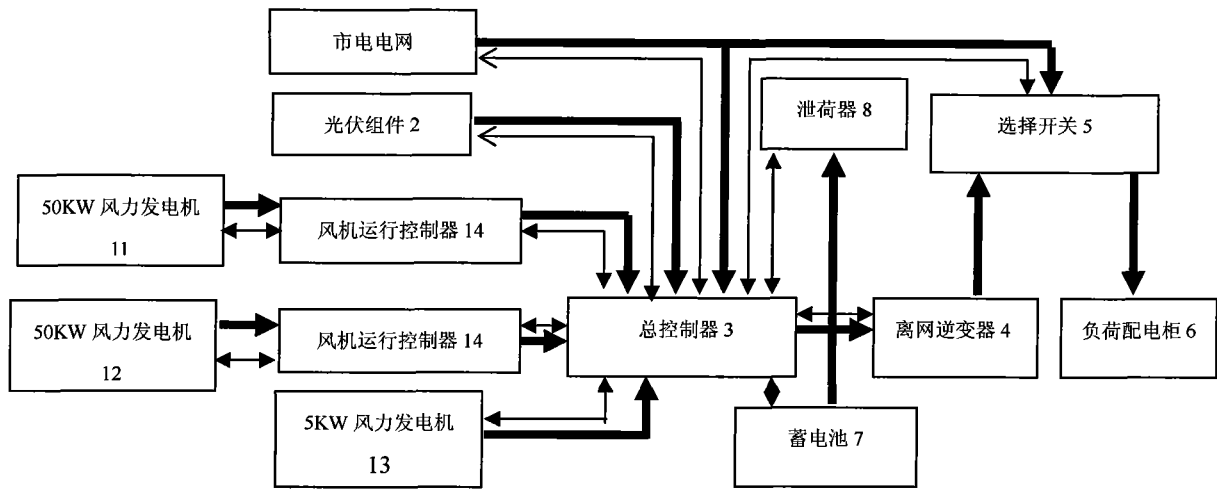 市电电网
光伏组件 2
泄荷器 8
选择开关 5
50KW 风力发电机
11
风机运行控制器 14
50KW 风力发电机
12
风机运行控制器 14
总控制器 3
离网逆变器 4
负荷配电柜 6
5KW 风力发电机
13
蓄电池 7